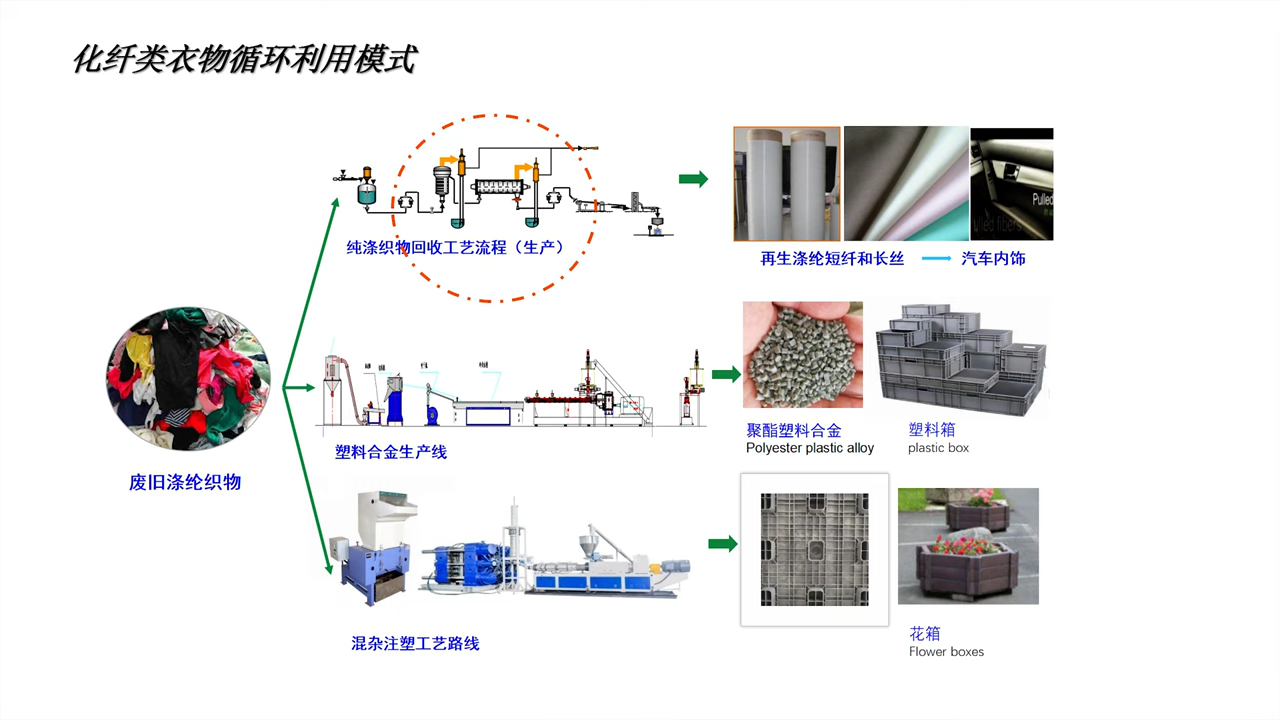 化纤类衣物循环利用模式
纯涤织物回收工艺流程（生产）
再生涤纶短纤和长丝
汽车内饰
Pulled
lled fibers
聚酯塑料合金
Polyester plastic alloy
塑料箱
plastic box
塑料合金生产线
废旧涤纶织物
混杂注塑工艺路线
花箱
Flower boxes